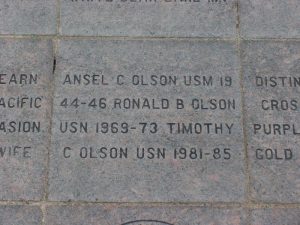 EARN
ACIFIC
ASION.
WIFE
ANSEL C OLSON USM 19
44-46 RONALD B OLSON
USN 1969-73 TIMOTHY
C OLSON USN 1981-85
DISTIN
CROS
PURPL
GOLD